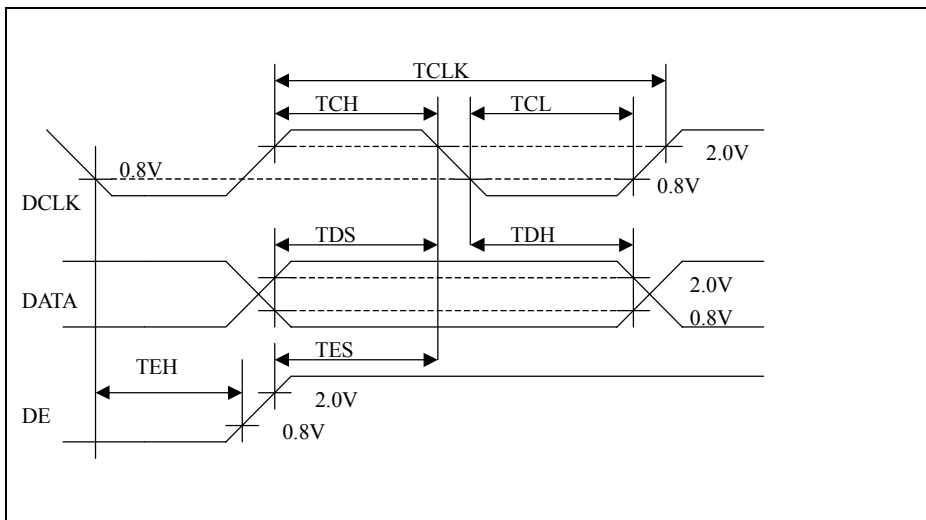 TCLK
TCH TCL
2.0V
0.8V
0.8V
DCLK
TDS TDH
2.0V
DATA
0.8V
TES
TEH
2.0V
DE
0.8V